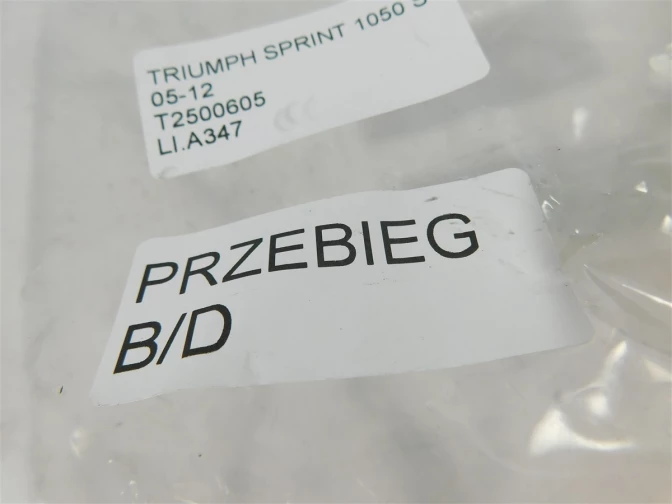 TRIUMPH SPRINT 1050 S
05-12
T2500605
LI.A347
PRZEBIEG
B/D